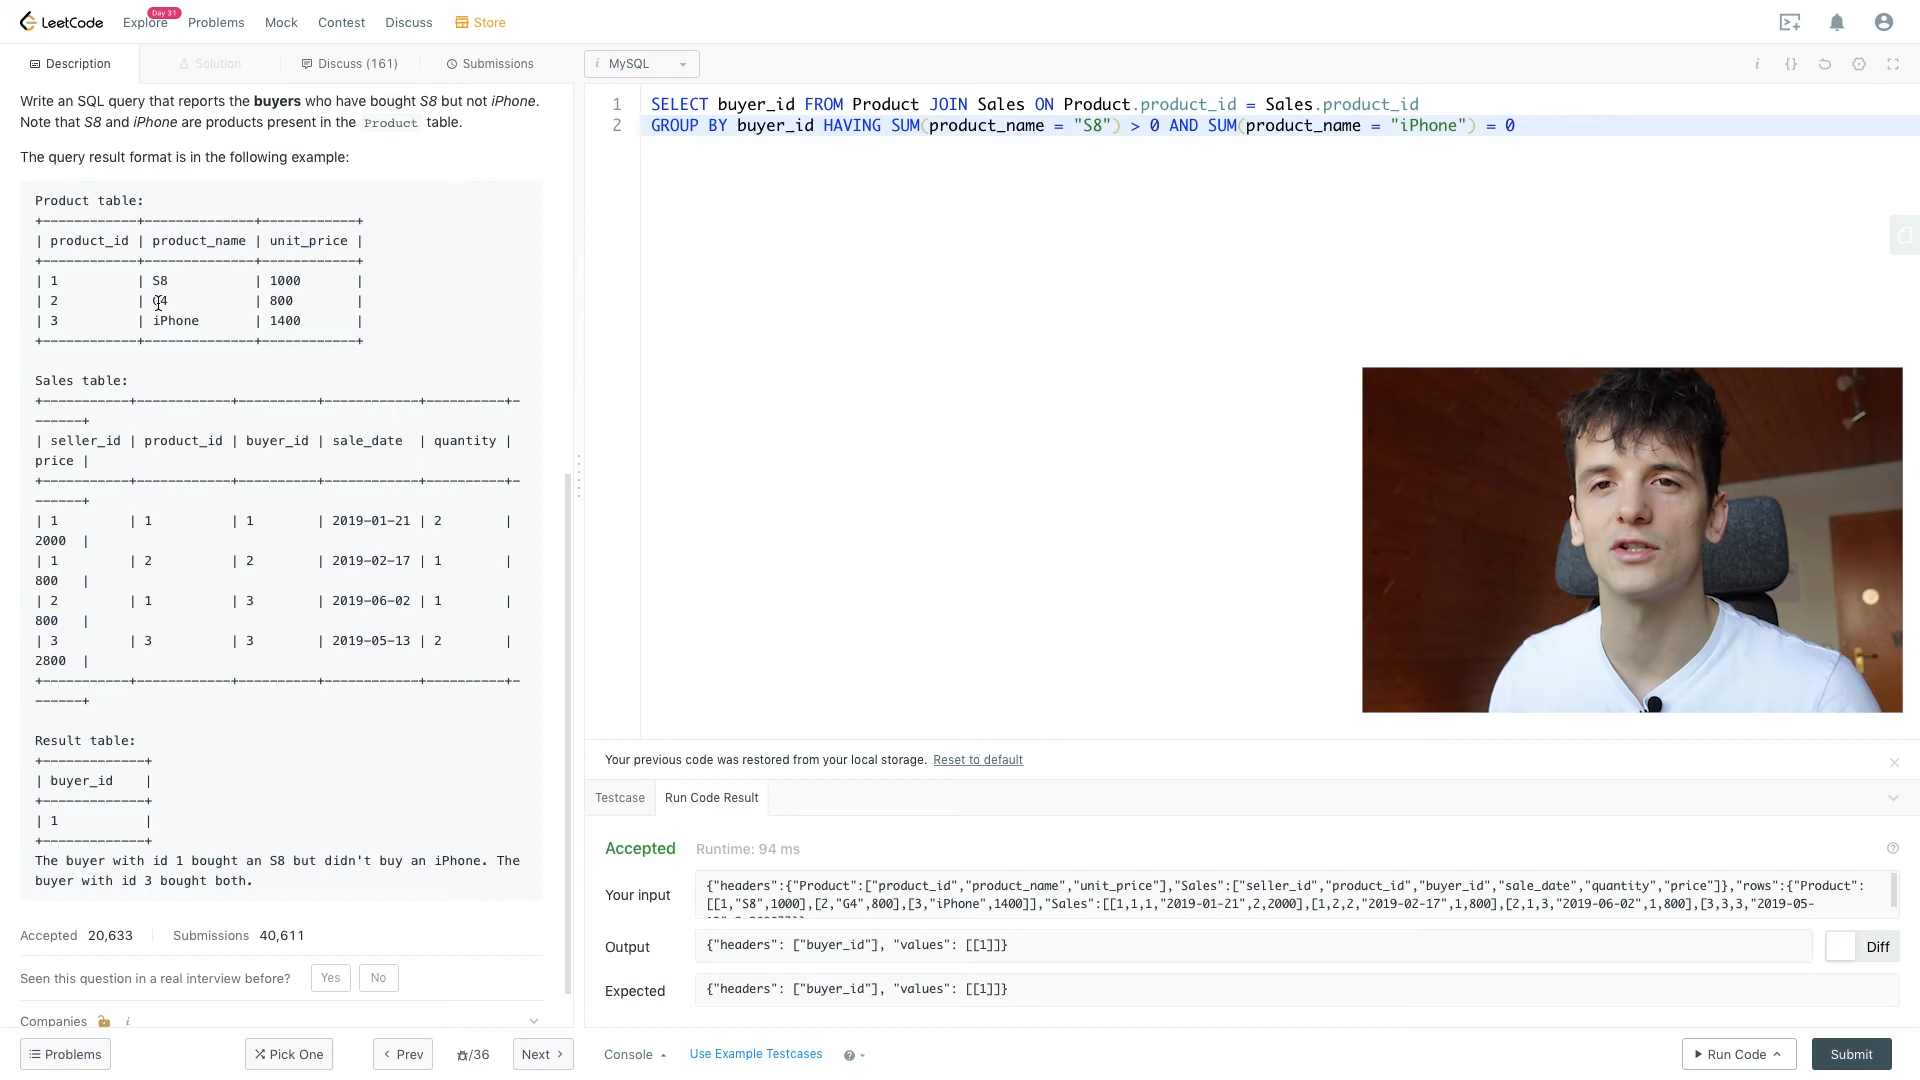 LeetCode
Explore
Day 31
Problems
Mock
Contest
Discuss
Store
Description
Solution
Discuss (161)
Submissions
Write an SQL query that reports the buyers who have bought S8 but not iPhone.
Note that S8 and iPhone are products present in the Product table.
The query result format is in the following example:
Product table:
+------------+--------------+------------+
| product_id | product_name | unit_price |
+------------+--------------+------------+
| 1          | S8           | 1000       |
| 2          | G4           | 800        |
| 3          | iPhone       | 1400       |
+------------+--------------+------------+
Sales table:
+-----------+------------+----------+------------+----------+-
------+
| seller_id | product_id | buyer_id | sale_date  | quantity |
price |
+-----------+------------+----------+------------+----------+-
------+
| 1         | 1          | 1        | 2019-01-21 | 2        |
2000  |
| 1         | 2          | 2        | 2019-02-17 | 1        |
800   |
| 2         | 1          | 3        | 2019-06-02 | 1        |
800   |
| 3         | 3          | 3        | 2019-05-13 | 2        |
2800  |
+-----------+------------+----------+------------+----------+-
------+
Result table:
+-------------+
| buyer_id    |
+-------------+
| 1           |
+-------------+
The buyer with id 1 bought an S8 but didn't buy an iPhone. The
buyer with id 3 bought both.
Accepted 20,633 Submissions 40,611
Seen this question in a real interview before? Yes No
Companies i
Problems
Pick One
Prev
/36
Next
i MySQL
i {}
1 SELECT buyer_id FROM Product JOIN Sales ON Product.product_id = Sales.product_id
2 GROUP BY buyer_id HAVING SUM(product_name = "S8") > 0 AND SUM(product_name = "iPhone") = 0
Your previous code was restored from your local storage. Reset to default
Testcase
Run Code Result
Accepted Runtime: 94 ms
Your input
{"headers":{"Product":["product_id","product_name","unit_price"],"Sales":["seller_id","product_id","buyer_id","sale_date","quantity","price"]},"rows":{"Product":
[[1,"S8",1000],[2,"G4",800],[3,"iPhone",1400]],"Sales":[[1,1,1,"2019-01-21",2,2000],[1,2,2,"2019-02-17",1,800],[2,1,3,"2019-06-02",1,800],[3,3,3,"2019-05-
Output
{"headers": ["buyer_id"], "values": [[1]]}
Diff
Expected
{"headers": ["buyer_id"], "values": [[1]]}
Console
Use Example Testcases
Run Code
Submit